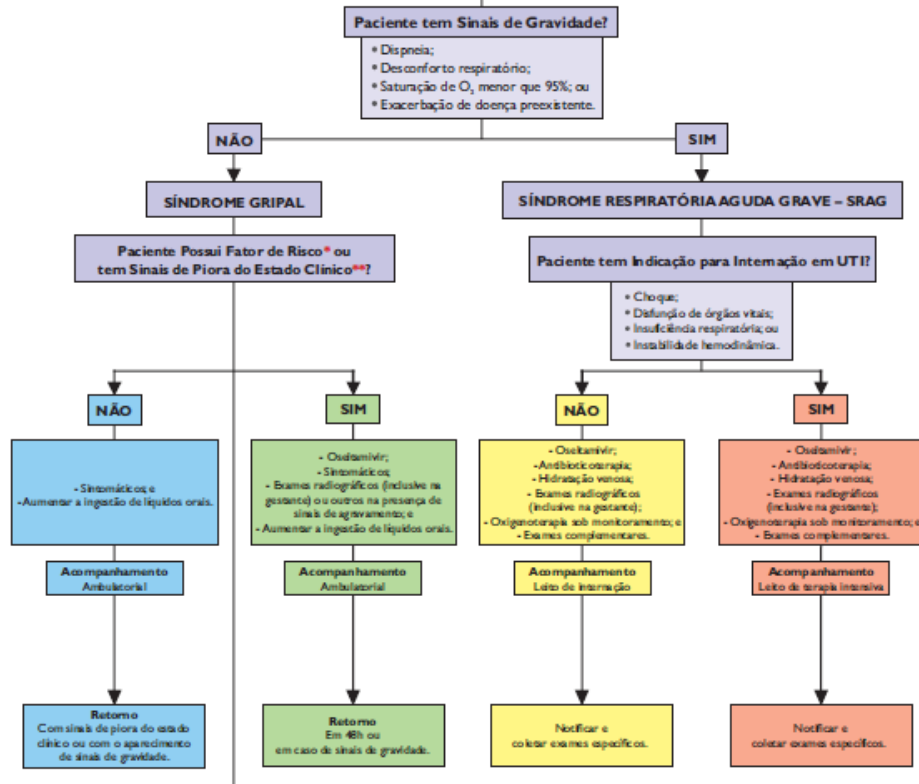 Paciente tem Sinais de Gravidade?
• Dispneia;
• Desconforto respiratório;
• Saturação de O₂ menor que 95%; ou
• Exacerbação de doença preexistente.
NÃO
SIM
SÍNDROME GRIPAL
SÍNDROME RESPIRATÓRIA AGUDA GRAVE – SRAG
Paciente Possui Fator de Risco* ou
tem Sinais de Piora do Estado Clínico**?
Paciente tem Indicação para Internação em UTI?
• Choque;
• Disfunção de órgãos vitais;
• Insuficiência respiratória; ou
• Instabilidade hemodinâmica.
NÃO
SIM
NÃO
SIM
- Sintomáticos; e
- Aumentar a ingestão de líquidos orais.
- Oseltamivir;
- Sintomáticos;
- Exames radiográficos (inclusive na
gestante) ou outros na presença de
sinais de agravamento; e
- Aumentar a ingestão de líquidos orais.
- Oseltamivir;
- Antibioticoterapia;
- Hidratação venosa;
- Exames radiográficos
(inclusive na gestante);
- Oxigenoterapia sob monitoramento; e
- Exames complementares.
- Oseltamivir;
- Antibioticoterapia;
- Hidratação venosa;
- Exames radiográficos
(inclusive na gestante);
- Oxigenoterapia sob monitoramento; e
- Exames complementares.
Acompanhamento
Ambulatorial
Acompanhamento
Ambulatorial
Acompanhamento
Leito de internação
Acompanhamento
Leito de terapia intensiva
Retorno
Com sinais de piora do estado
clínico ou com o aparecimento
de sinais de gravidade.
Retorno
Em 48h ou
em caso de sinais de gravidade.
Notificar e
coletar exames específicos.
Notificar e
coletar exames específicos.